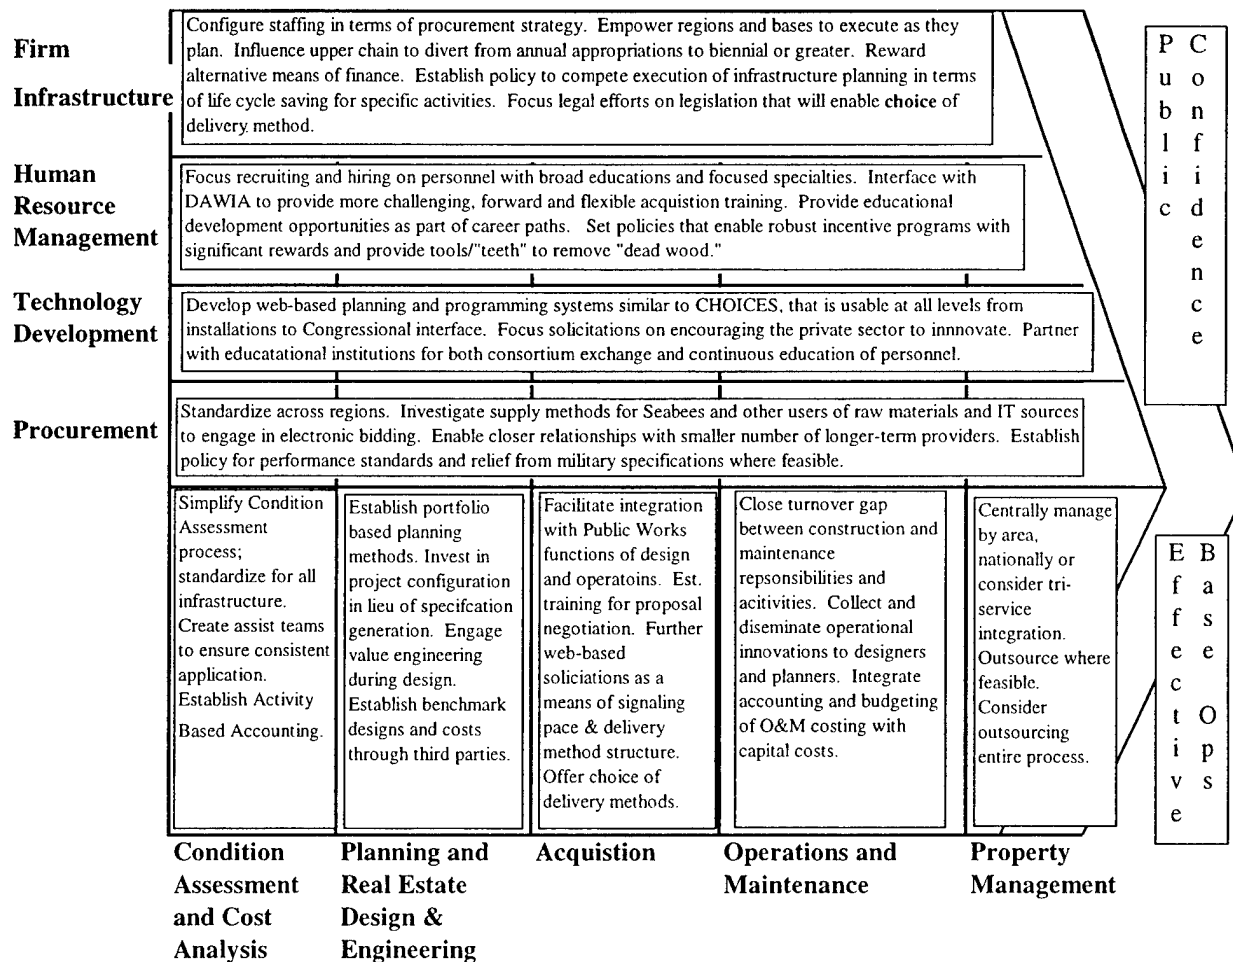 Firm
Infrastructure
Configure staffing in terms of procurement strategy. Empower regions and bases to execute as they
plan. Influence upper chain to divert from annual appropriations to biennial or greater. Reward
alternative means of finance. Establish policy to compete execution of infrastructure planning in terms
of life cycle saving for specific activities. Focus legal efforts on legislation that will enable choice of
delivery method.
Human
Resource
Management
Focus recruiting and hiring on personnel with broad educations and focused specialties. Interface with
DAWIA to provide more challenging, forward and flexible acquistion training. Provide educational
development opportunities as part of career paths. Set policies that enable robust incentive programs with
significant rewards and provide tools/"teeth" to remove "dead wood."
Technology
Development
Develop web-based planning and programming systems similar to CHOICES, that is usable at all levels from
installations to Congressional interface. Focus solicitations on encouraging the private sector to innnovate. Partner
with educatational institutions for both consortium exchange and continuous education of personnel.
Procurement
Standardize across regions. Investigate supply methods for Seabees and other users of raw materials and IT sources
to engage in electronic bidding. Enable closer relationships with smaller number of longer-term providers. Establish
policy for performance standards and relief from military specifications where feasible.
Simplify Condition
Assessment
process;
standardize for all
infrastructure.
Create assist teams
to ensure consistent
application.
Establish Activity
Based Accounting.
Establish portfolio
based planning
methods. Invest in
project configuration
in lieu of specifcation
generation. Engage
value engineering
during design.
Establish benchmark
designs and costs
through third parties.
Facilitate integration
with Public Works
functions of design
and operatoins. Est.
training for proposal
negotiation. Further
web-based
soliciations as a
means of signaling
pace & delivery
method structure.
Offer choice of
delivery methods.
Close turnover gap
between construction and
maintenance
repsonsibilities and
acitivities. Collect and
diseminate operational
innovations to designers
and planners. Integrate
accounting and budgeting
of O&M costing with
capital costs.
Centrally manage
by area,
nationally or
consider tri-
service
integration.
Outsource where
feasible.
Consider
outsourcing
entire process.
Condition
Assessment
and Cost
Analysis
Planning and
Real Estate
Design &
Engineering
Acquistion
Operations and
Maintenance
Property
Management
Public
Confidence
Effective
Base Ops